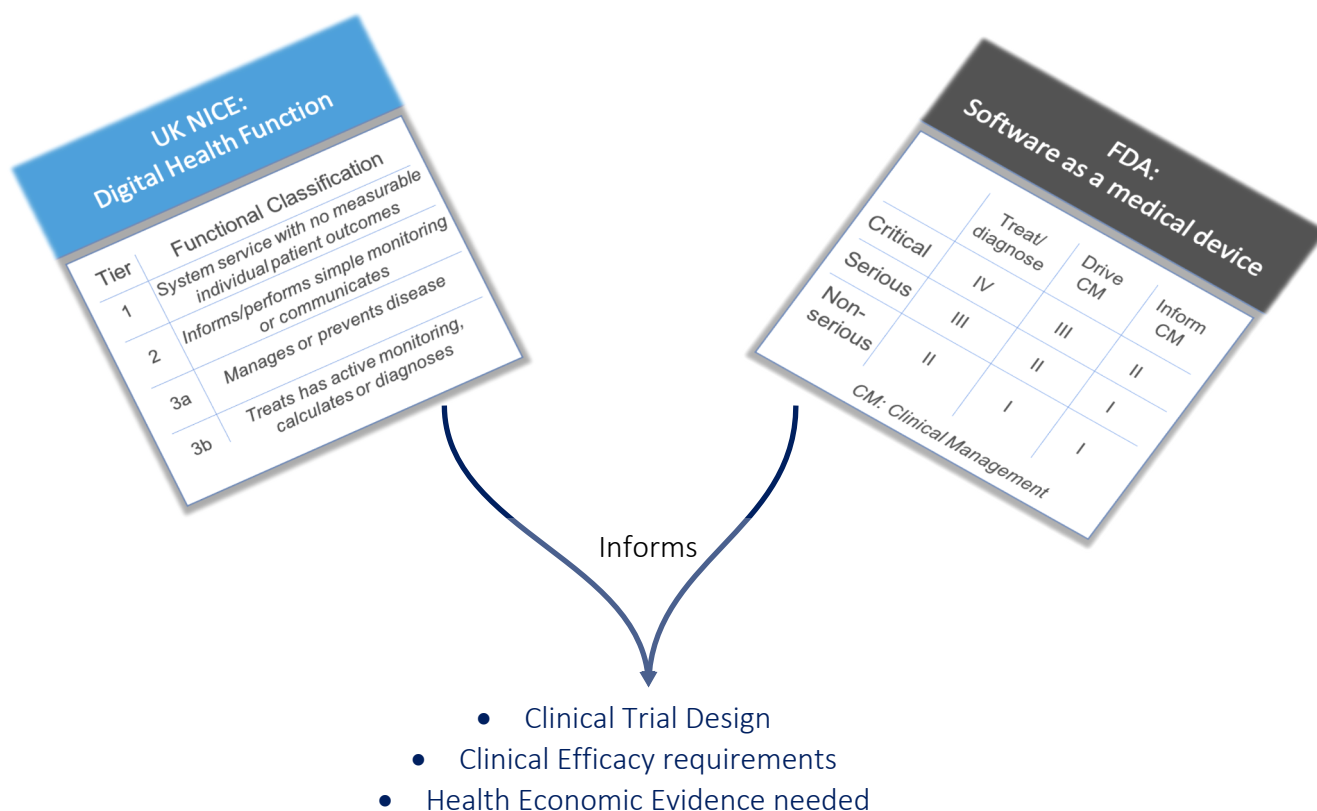 UK NICE:
Digital Health Function
Tier
Functional Classification
1
System service with no measurable
individual patient outcomes
2
Informs/performs simple monitoring
or communicates
3a
Manages or prevents disease
3b
Treats has active monitoring,
calculates or diagnoses
FDA:
Software as a medical device
Treat/
diagnose
Drive
CM
Inform
CM
Critical
IV
III
II
Serious
III
II
I
Non-
serious
II
I
I
CM: Clinical Management
Informs
• Clinical Trial Design
• Clinical Efficacy requirements
• Health Economic Evidence needed